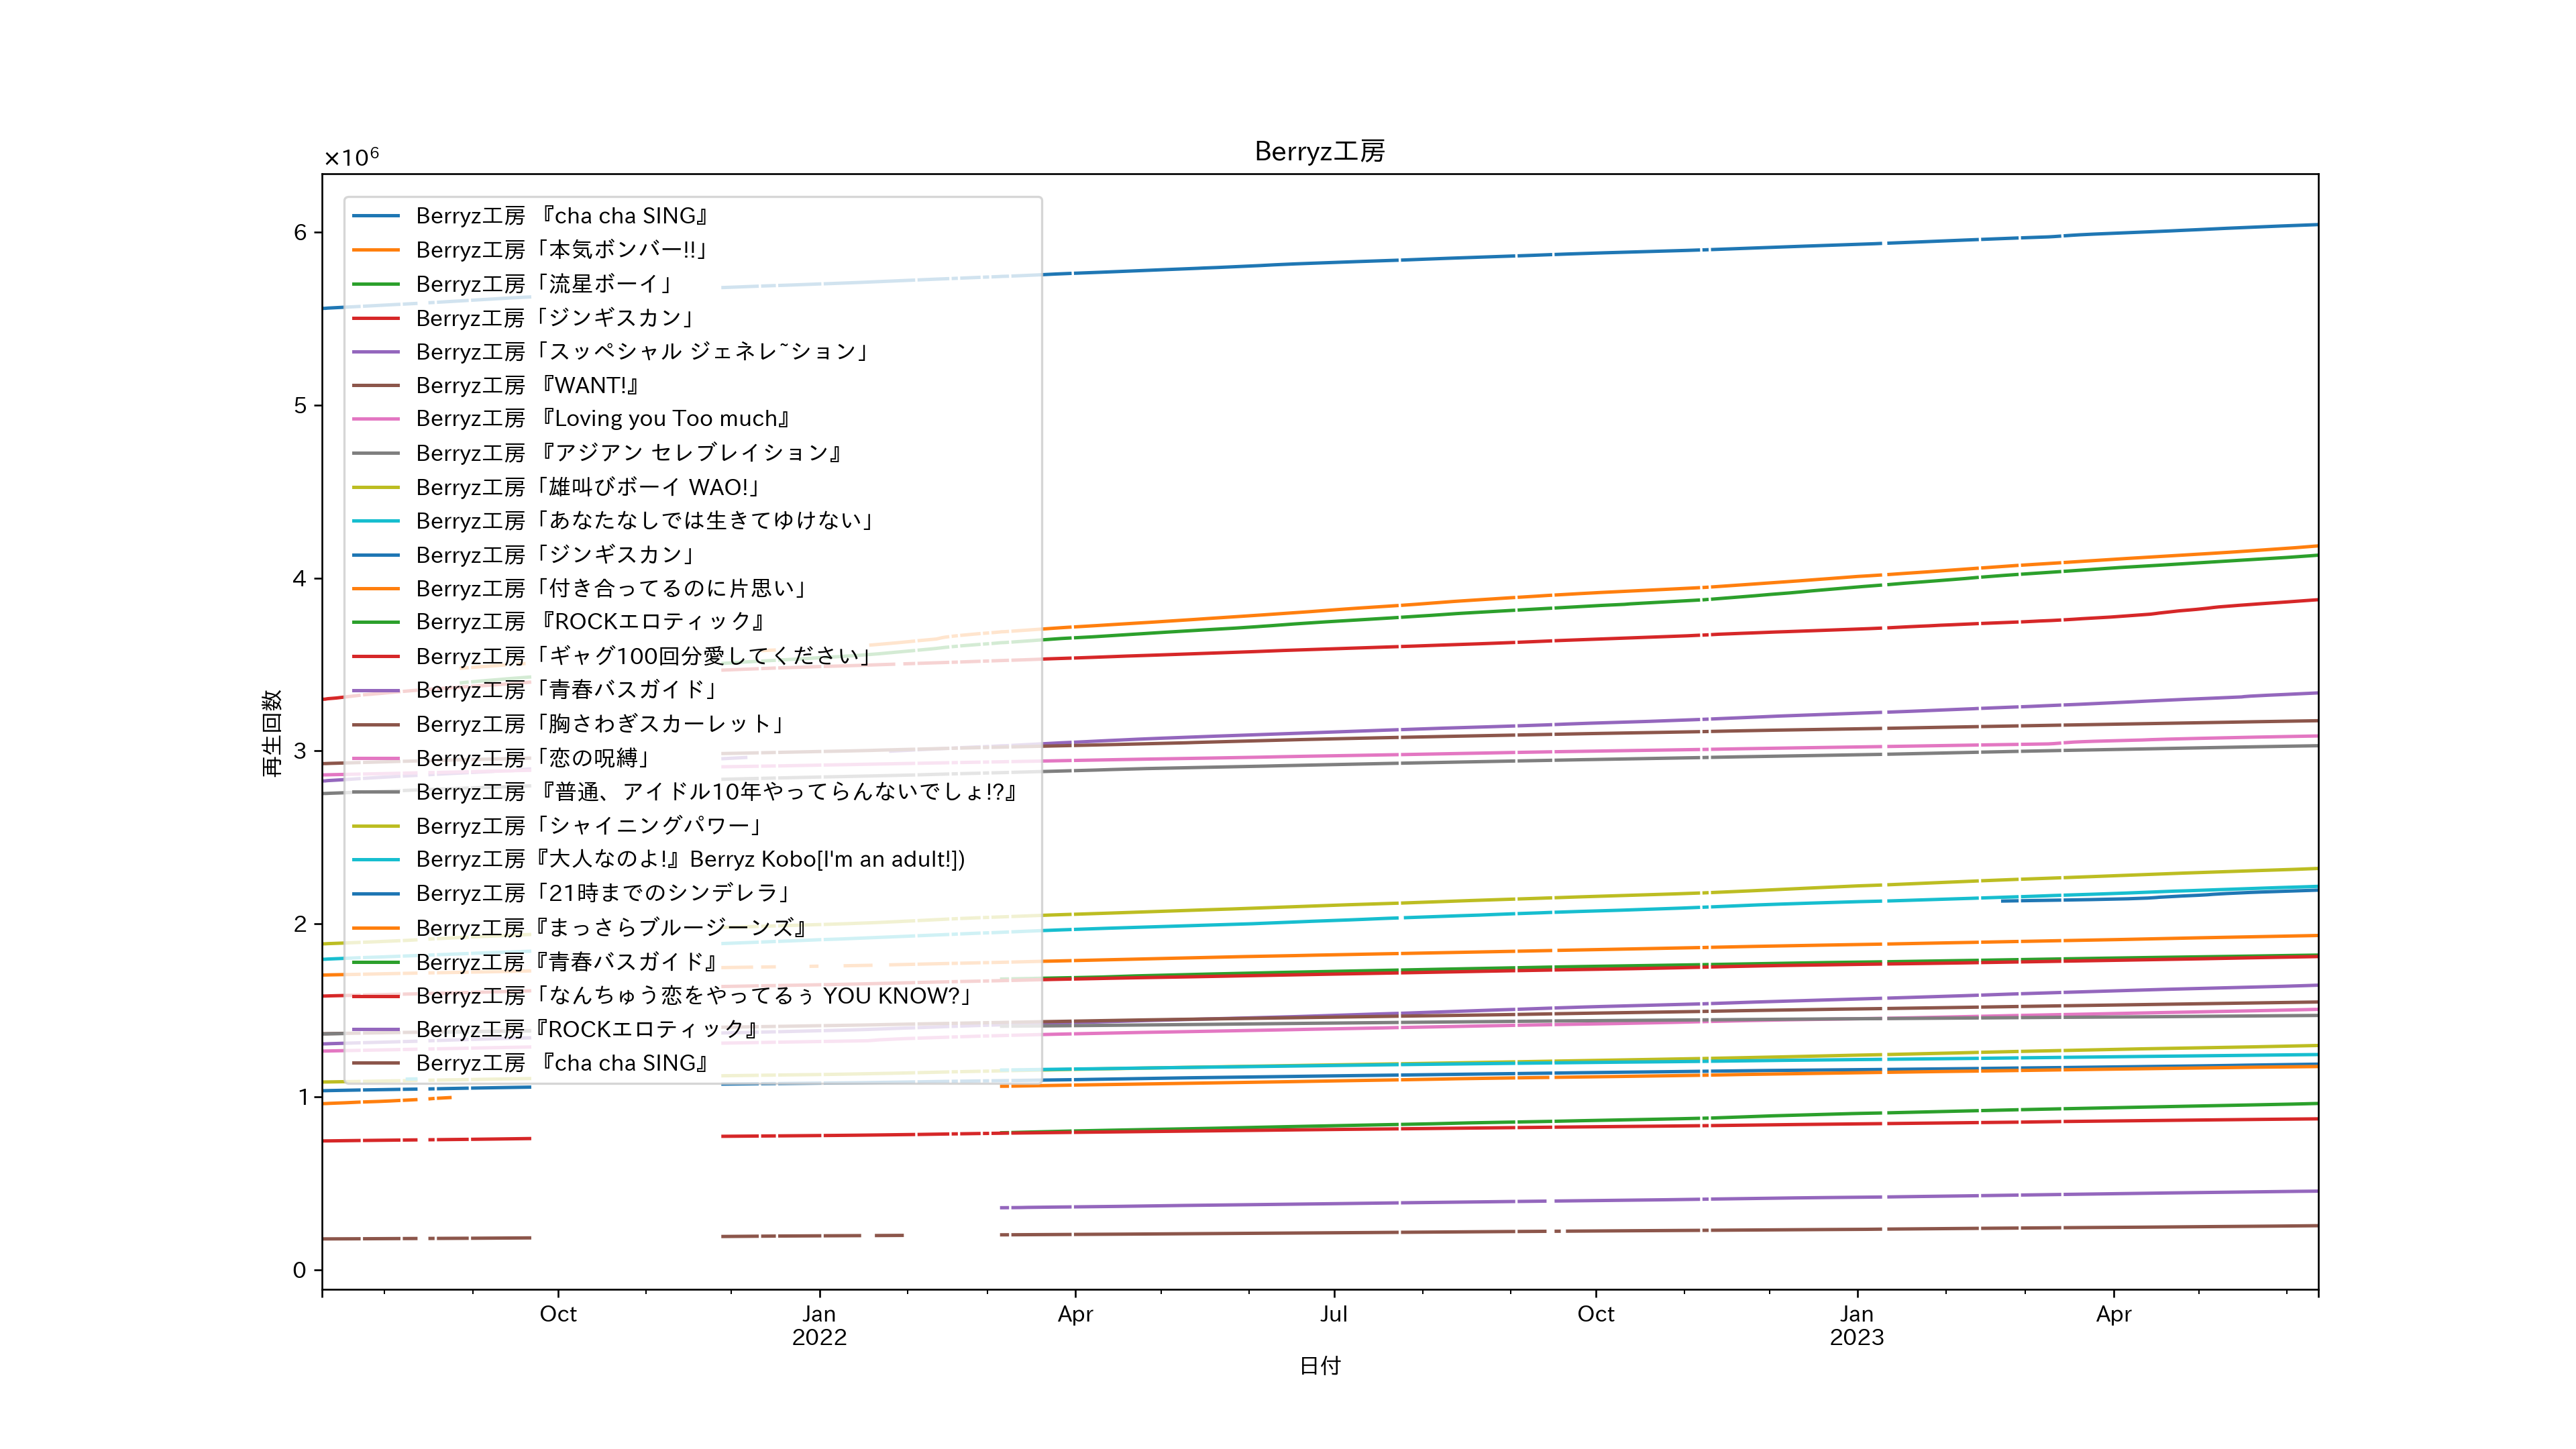 Berryz工房
×10⁶
6
5
4
3
2
1
0
再生回数
Berryz工房 『cha cha SING』
Berryz工房「本気ボンバー!!」
Berryz工房「流星ボーイ」
Berryz工房「ジンギスカン」
Berryz工房「スッペシャル ジェネレ~ション」
Berryz工房 『WANT!』
Berryz工房 『Loving you Too much』
Berryz工房 『アジアン セレブレイション』
Berryz工房「雄叫びボーイ WAO!」
Berryz工房「あなたなしでは生きてゆけない」
Berryz工房「ジンギスカン」
Berryz工房「付き合ってるのに片思い」
Berryz工房 『ROCKエロティック』
Berryz工房「ギャグ100回分愛してください」
Berryz工房「青春バスガイド」
Berryz工房「胸さわぎスカーレット」
Berryz工房「恋の呪縛」
Berryz工房 『普通、アイドル10年やってらんないでしょ!?』
Berryz工房「シャイニングパワー」
Berryz工房『大人なのよ!』Berryz Kobo[I'm an adult!])
Berryz工房「21時までのシンデレラ」
Berryz工房『まっさらブルージーンズ』
Berryz工房『青春バスガイド』
Berryz工房「なんちゅう恋をやってるぅ YOU KNOW?」
Berryz工房『ROCKエロティック』
Berryz工房 『cha cha SING』
Oct Jan Apr Jul Oct Jan Apr
2022 2023
日付